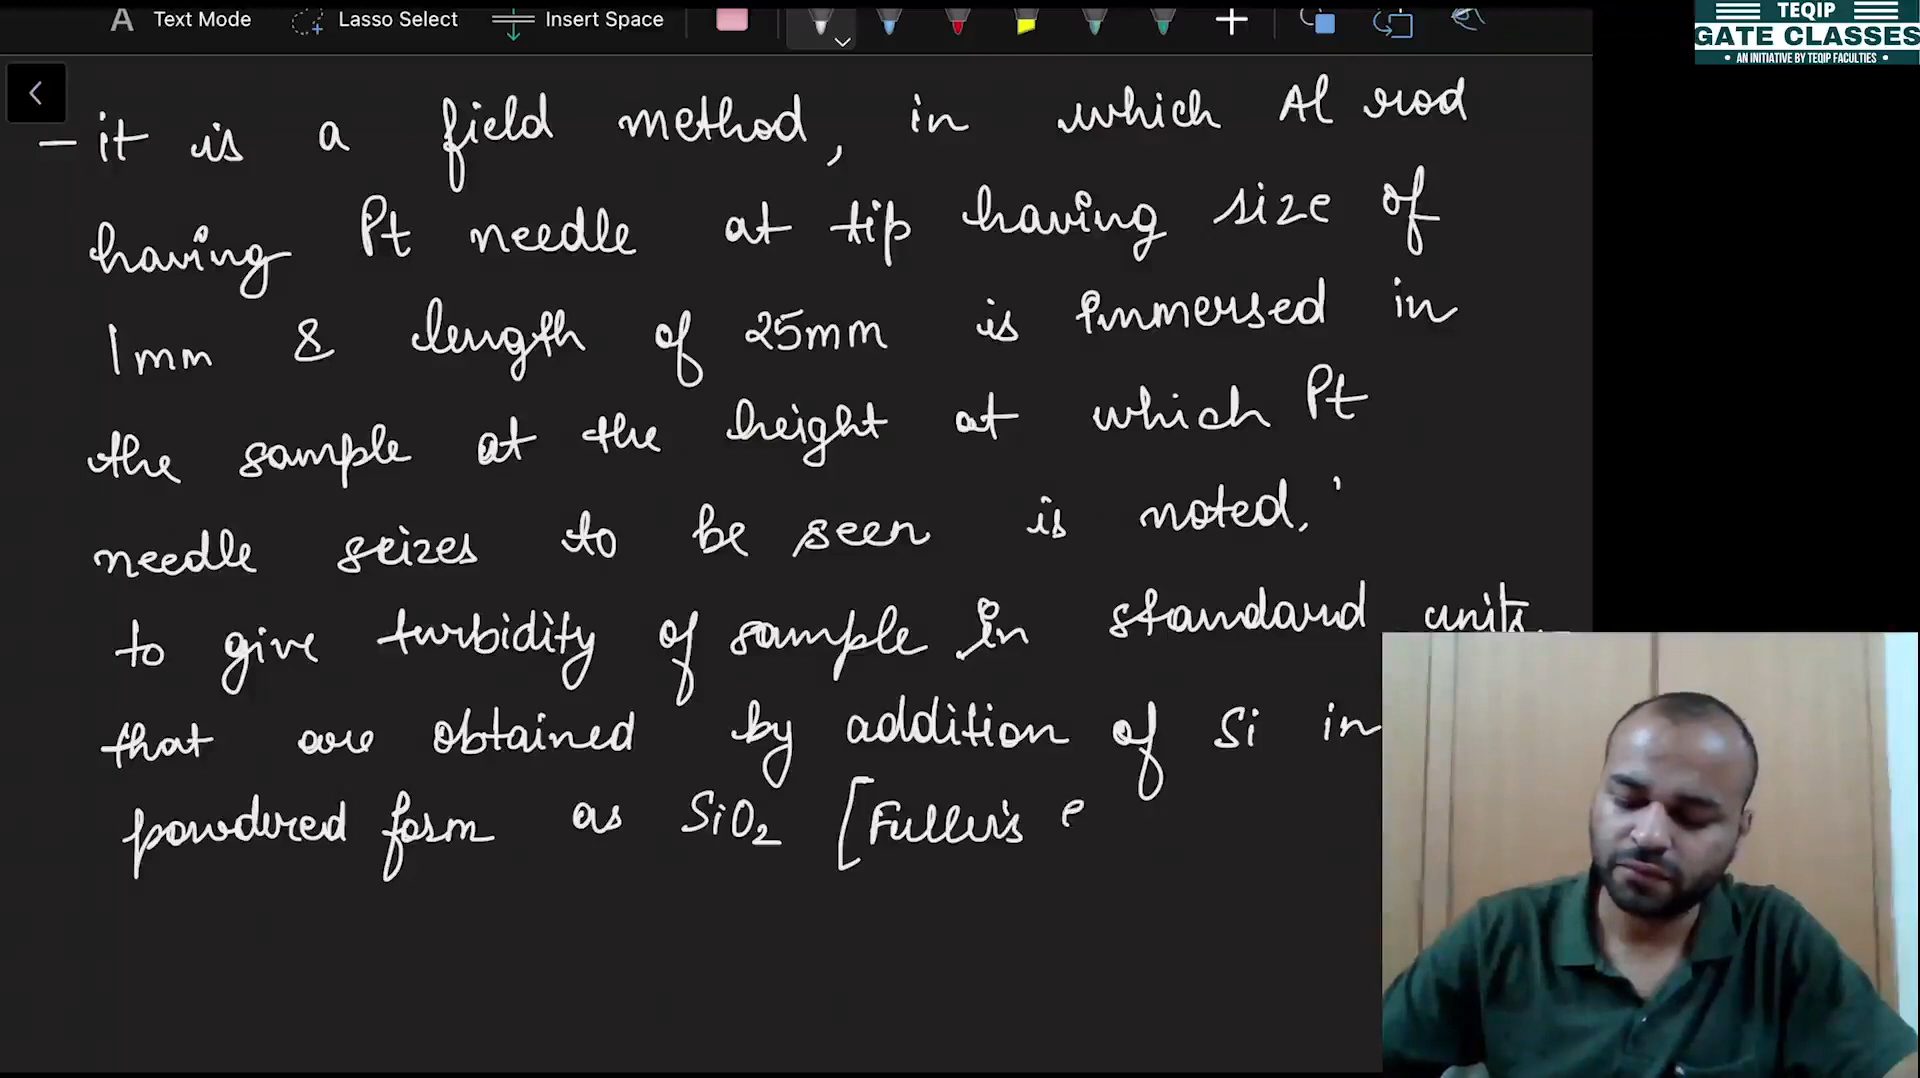 Text Mode Lasso Select Insert Space
TEQIP
GATE CLASSES
• AN INITIATIVE BY TEQIP FACULTIES •
- it is a field method, in which Al rod
having Pt needle at tip having size of
1mm & length of 25mm is immersed in
the sample at the height at which Pt
needle seizes to be seen is noted.
to give turbidity of sample in standard units
that are obtained by addition of Si in
powdered form as SiO₂ [Fuller's e